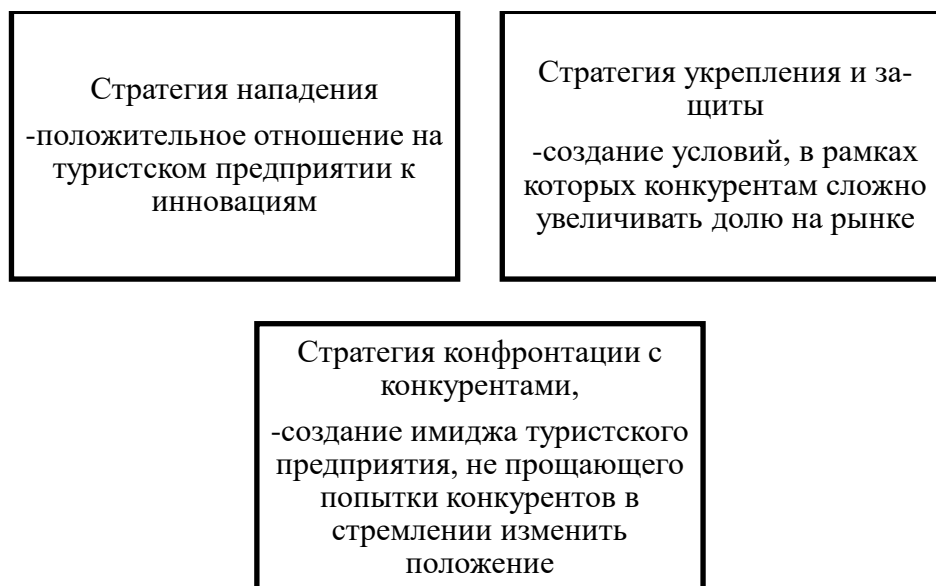 Стратегия нападения
-положительное отношение на
туристском предприятии к
инновациям
Стратегия укрепления и за-
щиты
-создание условий, в рамках
которых конкурентам сложно
увеличивать долю на рынке
Стратегия конфронтации с
конкурентами,
-создание имиджа туристского
предприятия, не прощающего
попытки конкурентов в
стремлении изменить
положение